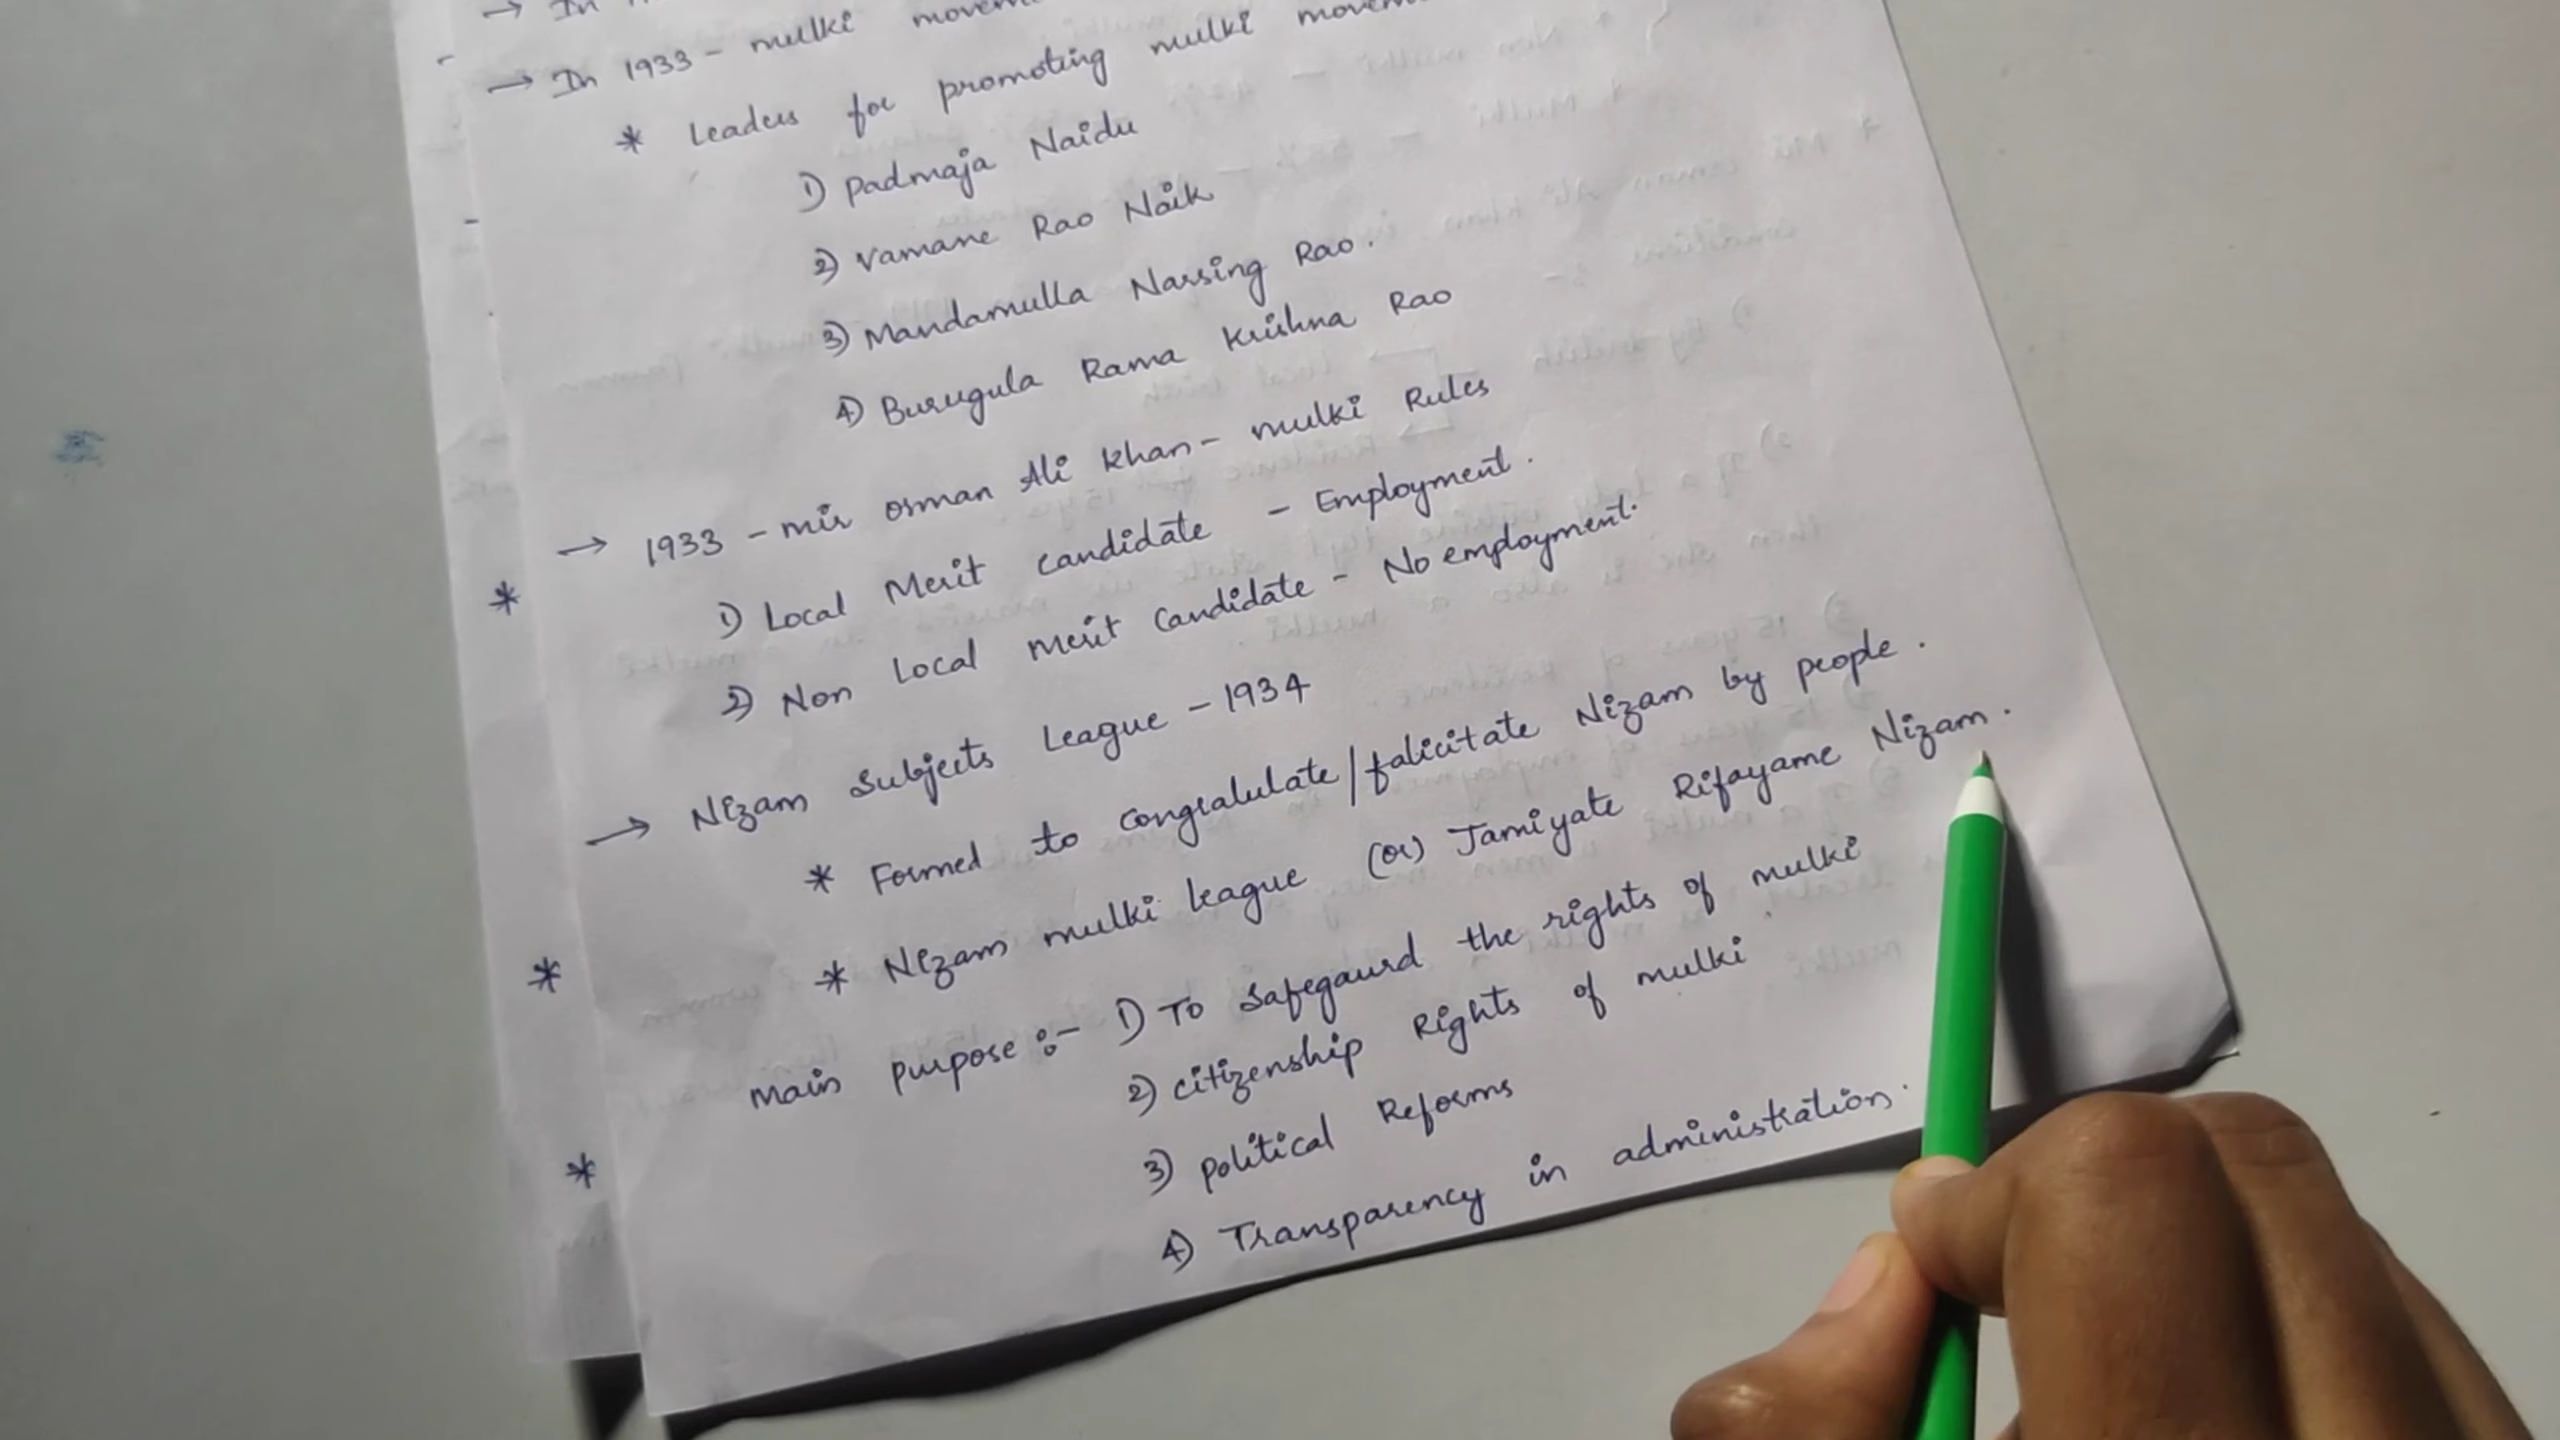 → In
→ In 1933 - mulki
* Leaders for promoting mulki
1) Padmaja Naidu
2) Vamane Rao Naik
3) Mandamulla Narsing Rao.
4) Burugula Rama Krishna Rao
→ 1933 - mir osman Ali khan - mulki Rules
1) Local Merit candidate - Employment.
2) Non Local merit candidate - No employment.
→ Nizam Subjects League - 1934
* Formed to congralulate/falicitate Nizam by people.
* Nizam mulki league (or) Jamiyate Rifayame Nizam.
main purpose :- 1) To safegaurd the rights of mulki
2) citizenship Rights of mulki
3) political Reforms
4) Transparency in administration.